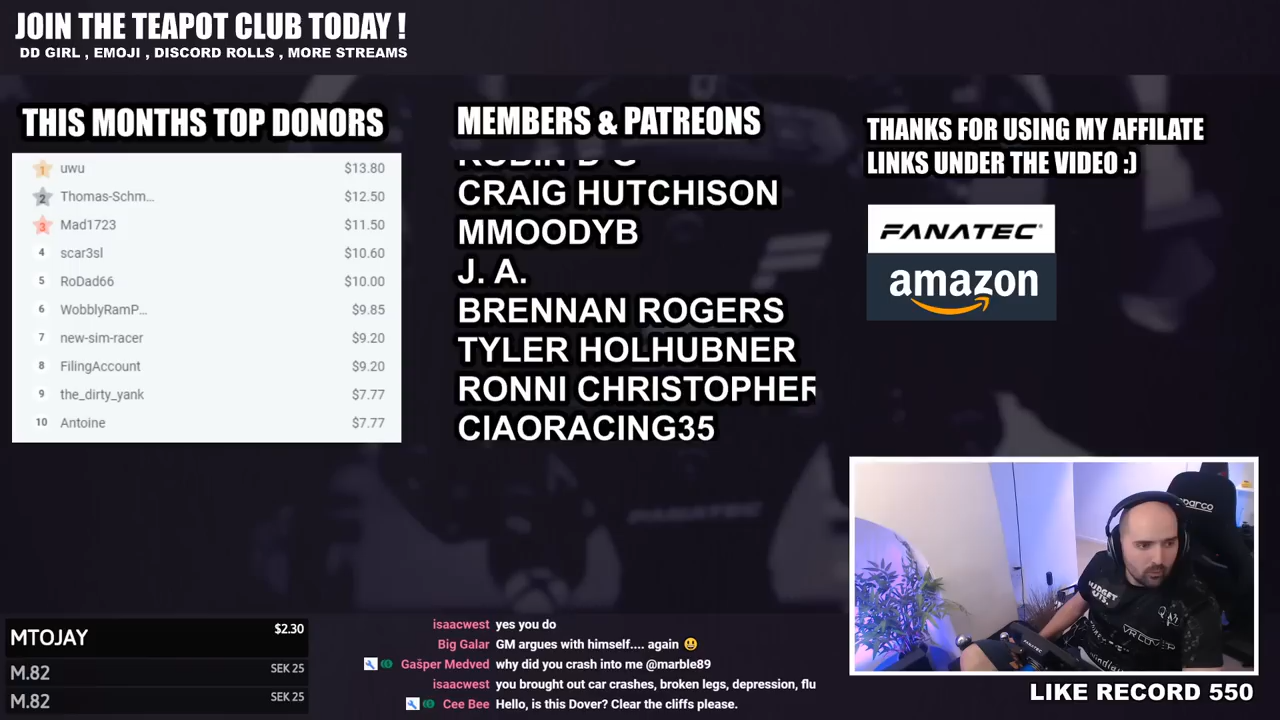 JOIN THE TEAPOT CLUB TODAY !
DD GIRL , EMOJI , DISCORD ROLLS , MORE STREAMS
THIS MONTHS TOP DONORS
1 uwu $13.80
2 Thomas-Schm... $12.50
3 Mad1723 $11.50
4 scar3sl $10.60
5 RoDad66 $10.00
6 WobblyRamP... $9.85
7 new-sim-racer $9.20
8 FilingAccount $9.20
9 the_dirty_yank $7.77
10 Antoine $7.77
MEMBERS & PATREONS
CRAIG HUTCHISON
MMOODYB
J. A.
BRENNAN ROGERS
TYLER HOLHUBNER
RONNI CHRISTOPHER
CIAORACING35
THANKS FOR USING MY AFFILATE
LINKS UNDER THE VIDEO :)
FANATEC
amazon
FANATEC
MTOJAY $2.30
M.82 SEK 25
M.82 SEK 25
isaacwest yes you do
Big Galar GM argues with himself.... again 😃
Gašper Medved why did you crash into me @marble89
isaacwest you brought out car crashes, broken legs, depression, flu
Cee Bee Hello, is this Dover? Clear the cliffs please.
sparco
FANATEC
LIKE RECORD 550